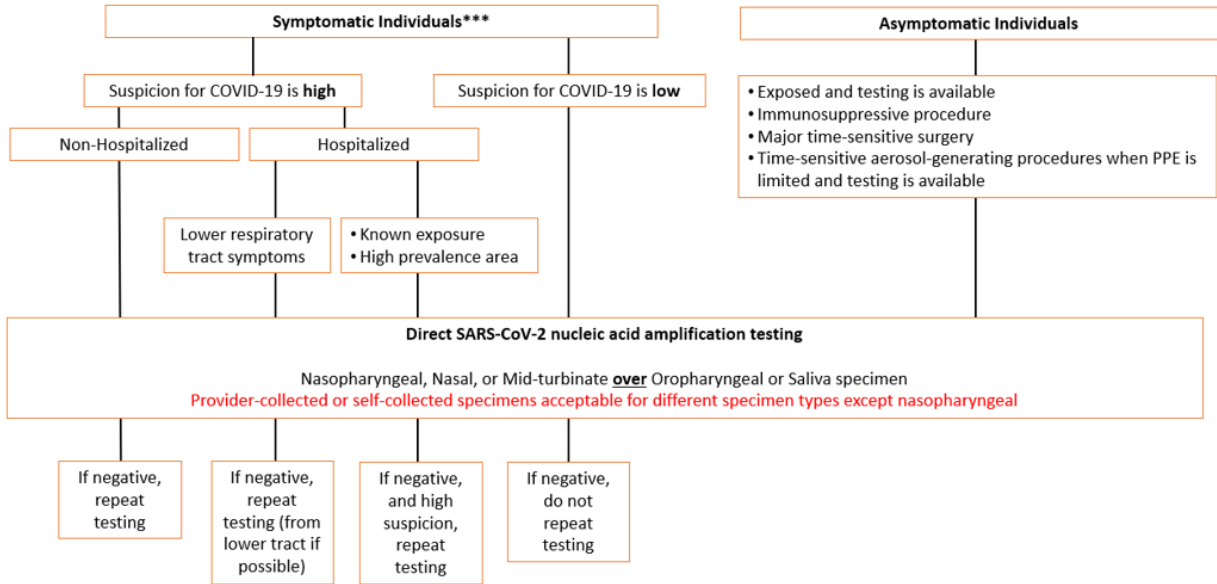 Symptomatic Individuals***
Asymptomatic Individuals
Suspicion for COVID-19 is high
Suspicion for COVID-19 is low
• Exposed and testing is available
• Immunosuppressive procedure
• Major time-sensitive surgery
• Time-sensitive aerosol-generating procedures when PPE is
limited and testing is available
Non-Hospitalized
Hospitalized
Lower respiratory
tract symptoms
• Known exposure
• High prevalence area
Direct SARS-CoV-2 nucleic acid amplification testing
Nasopharyngeal, Nasal, or Mid-turbinate over Oropharyngeal or Saliva specimen
Provider-collected or self-collected specimens acceptable for different specimen types except nasopharyngeal
If negative,
repeat
testing
If negative,
repeat
testing (from
lower tract if
possible)
If negative,
and high
suspicion,
repeat
testing
If negative,
do not
repeat
testing